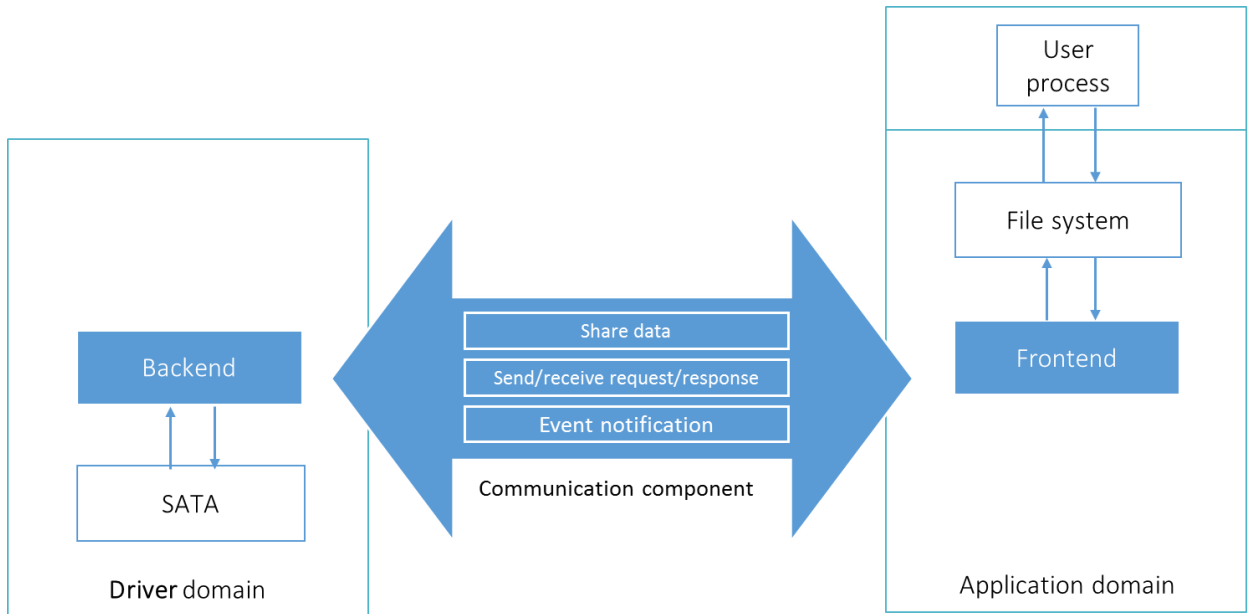 User
process
File system
Frontend
Application domain
Share data
Send/receive request/response
Event notification
Communication component
Backend
SATA
Driver domain